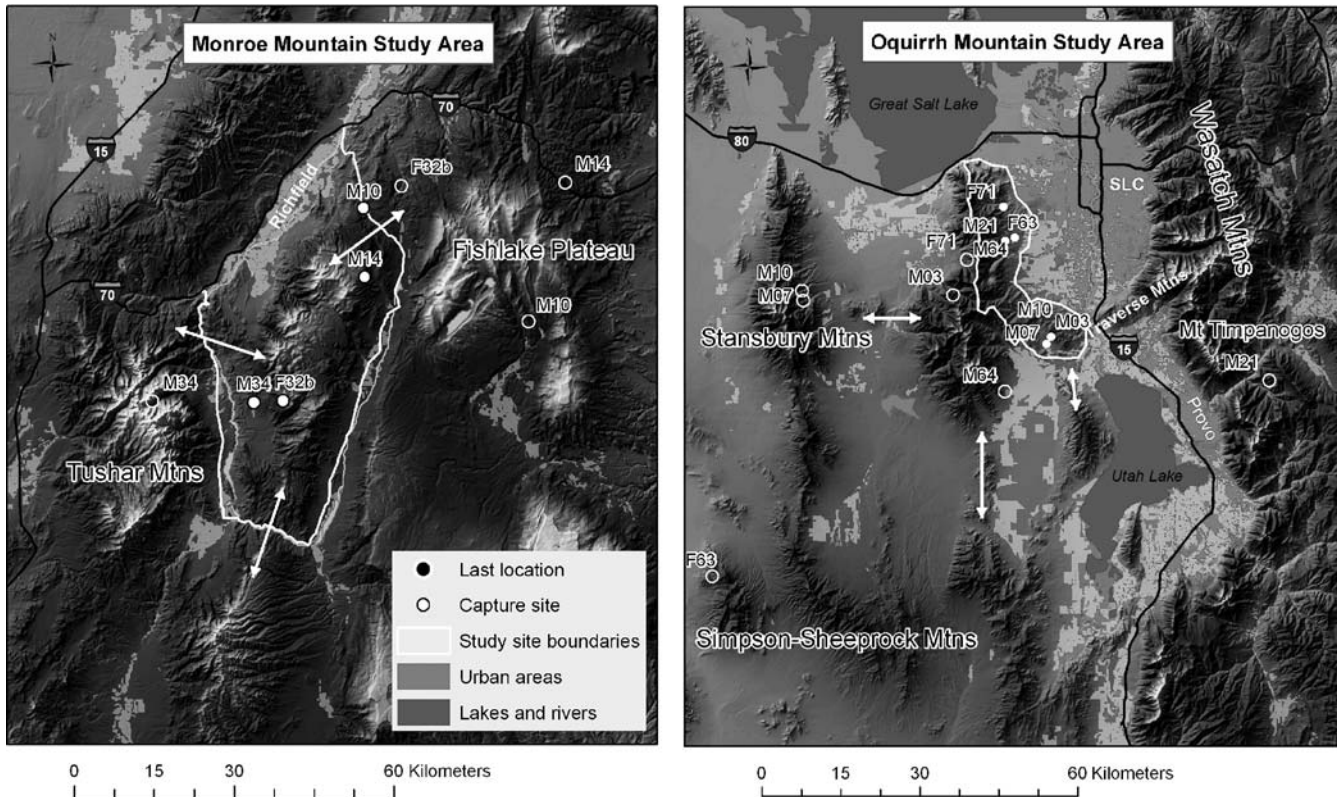 Monroe Mountain Study Area
N
70
15
Richfield
M14
F32b
M10
Fishlake Plateau
M14
70
M10
M34
M34
F32b
Tushar Mtns
Last location
Capture site
Study site boundaries
Urban areas
Lakes and rivers
0 15 30 60 Kilometers
Oquirrh Mountain Study Area
N
Great Salt Lake
80
Wasatch Mtns
SLC
F71
M21
F63
F71
M64
M03
M10
M07
Stansbury Mtns
M10
M03
M07
Traverse Mtns
15
Mt Timpanogos
M21
M64
Provo
Utah Lake
F63
Simpson-Sheeprock Mtns
0 15 30 60 Kilometers